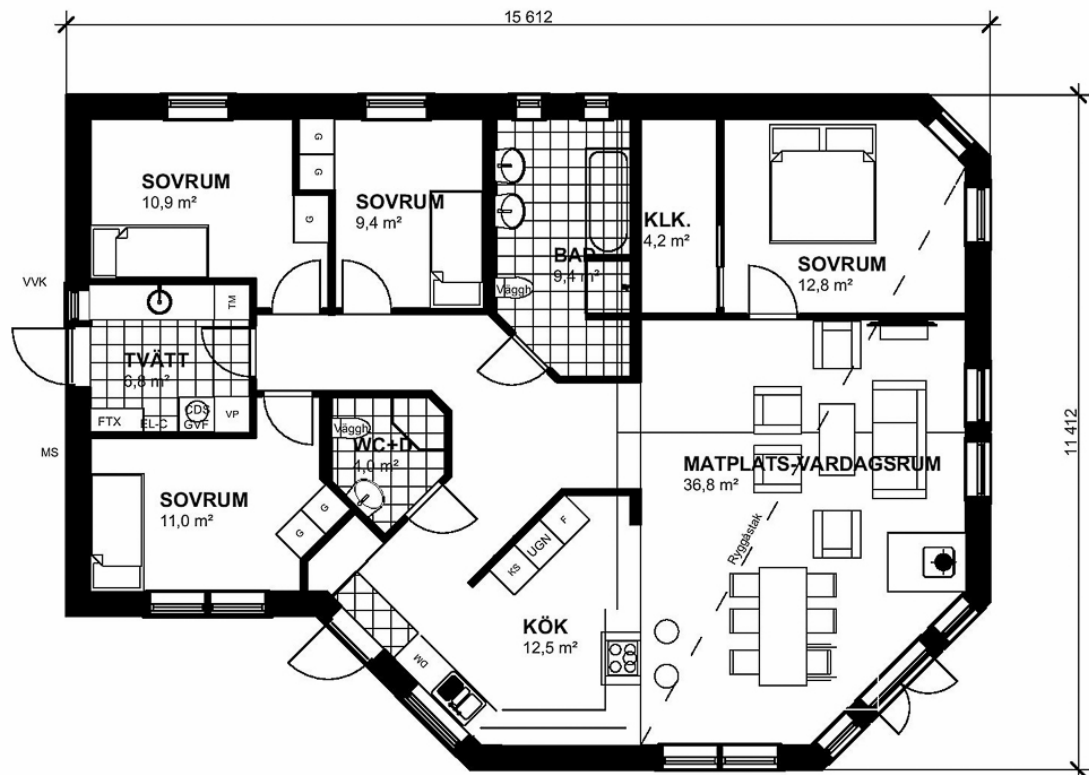 15 612
SOVRUM
10,9 m²
G
G
G
SOVRUM
9,4 m²
BAD
9,4 m²
Väggh
KLK.
4,2 m²
SOVRUM
12,8 m²
11 412
VVK
TM
TVÄTT
6,8 m²
FTX
EL-C
CDS
GVF
VP
MS
SOVRUM
11,0 m²
G
G
Väggh
WC+D
4,0 m²
MATPLATS-VARDAGSRUM
36,8 m²
Ryggåstak
F
UGN
KS
KÖK
12,5 m²
DM